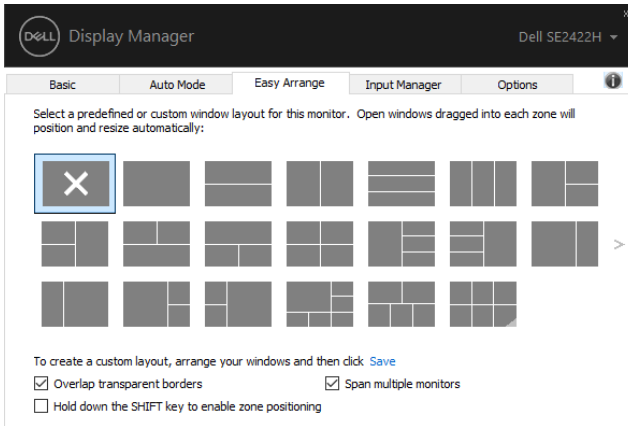 DELL Display Manager
Dell SE2422H
Basic
Auto Mode
Easy Arrange
Input Manager
Options
Select a predefined or custom window layout for this monitor. Open windows dragged into each zone will
position and resize automatically:
To create a custom layout, arrange your windows and then click Save
Overlap transparent borders
Span multiple monitors
Hold down the SHIFT key to enable zone positioning